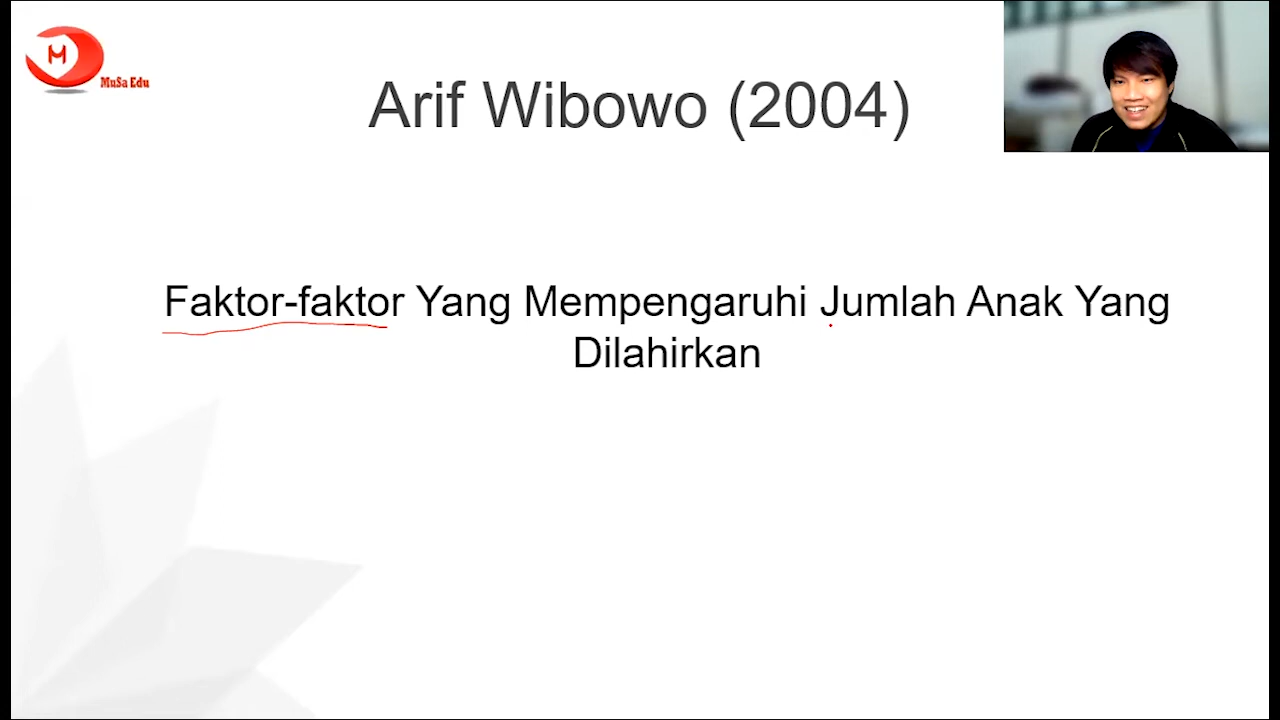 M
MuSa Edu
Arif Wibowo (2004)
Faktor-faktor Yang Mempengaruhi Jumlah Anak Yang
Dilahirkan